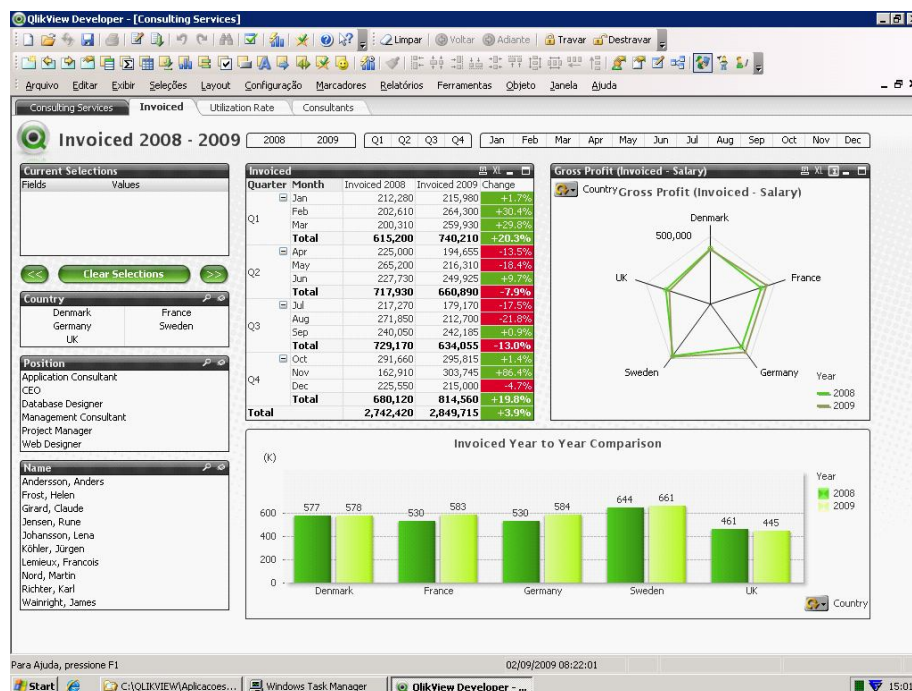 QlikView Developer - [Consulting Services]
Limpar Voltar Adiante Travar Destravar
Arquivo Editar Exibir Seleções Layout Configuração Marcadores Relatórios Ferramentas Objeto Janela Ajuda
Consulting Services Invoiced Utilization Rate Consultants
Invoiced 2008 - 2009 2008 2009 Q1 Q2 Q3 Q4 Jan Feb Mar Apr May Jun Jul Aug Sep Oct Nov Dec
Current Selections
Fields Values
<< Clear Selections >>
Country
Denmark France
Germany Sweden
UK
Position
Application Consultant
CEO
Database Designer
Management Consultant
Project Manager
Web Designer
Name
Andersson, Anders
Frost, Helen
Girard, Claude
Jensen, Rune
Johansson, Lena
Köhler, Jürgen
Lemieux, Francois
Nord, Martin
Richter, Karl
Wainright, James
Invoiced XL
Quarter Month Invoiced 2008 Invoiced 2009 Change
Q1 Jan 212,280 215,980 +1.7%
Feb 202,610 264,300 +30.4%
Mar 200,310 259,930 +29.8%
Total 615,200 740,210 +20.3%
Q2 Apr 225,000 194,655 -13.5%
May 265,200 216,310 -18.4%
Jun 227,730 249,925 +9.7%
Total 717,930 660,890 -7.9%
Q3 Jul 217,270 179,170 -17.5%
Aug 271,850 212,700 -21.8%
Sep 240,050 242,185 +0.9%
Total 729,170 634,055 -13.0%
Q4 Oct 291,660 295,815 +1.4%
Nov 162,910 303,745 +86.4%
Dec 225,550 215,000 -4.7%
Total 680,120 814,560 +19.8%
Total 2,742,420 2,849,715 +3.9%
Gross Profit (Invoiced - Salary) XL
Country Gross Profit (Invoiced - Salary)
Denmark
500,000
UK France
Sweden Germany
Year
2008
2009
Invoiced Year to Year Comparison
(K)
Year
2008
2009
600
400
200
0
577 578 530 583 530 584 644 661 461 445
Denmark France Germany Sweden UK
Country
Para Ajuda, pressione F1 02/09/2009 08:22:01
Start C:\QLIKVIEW\Aplicacoes... Windows Task Manager QlikView Developer - ... 15:01